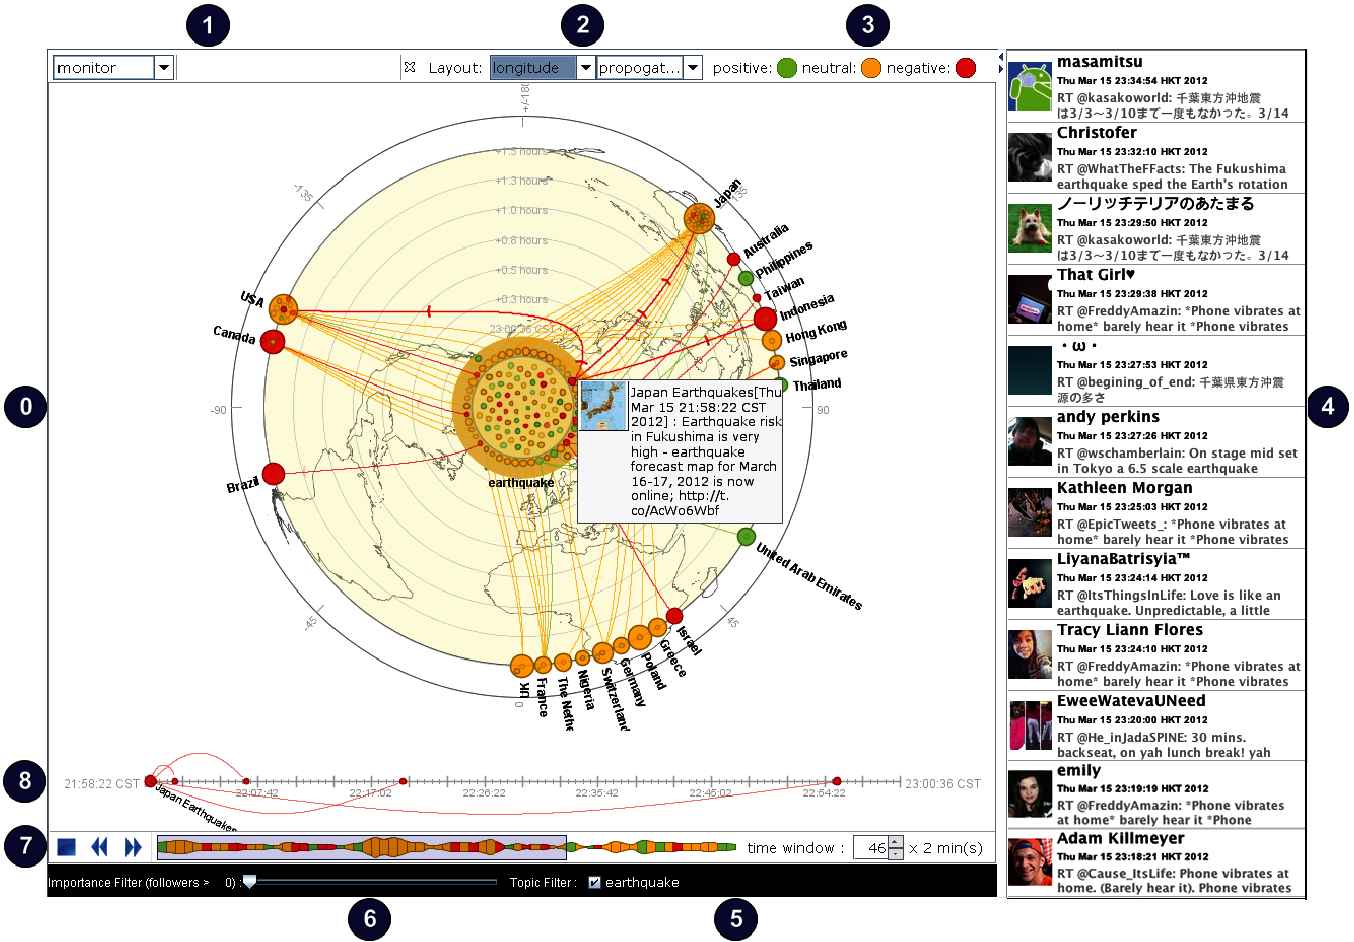 1
2
3
monitor
Layout:
longitude
propogat...
positive:
neutral:
negative:
+/-180
+1.5 hours
+1.3 hours
+1.0 hours
+0.8 hours
+0.5 hours
+0.3 hours
23:00:36 CST
-135
135
-90
90
-45
45
0
Japan
Australia
Philippines
Taiwan
Indonesia
Hong Kong
Singapore
Thailand
United Arab Emirates
Israel
Greece
Poland
Germany
Switzerland
Nigeria
The Nethe
France
UK
Brazil
Canada
USA
earthquake
Japan Earthquakes[Thu
Mar 15 21:58:22 CST
2012] : Earthquake risk
in Fukushima is very
high - earthquake
forecast map for March
16-17, 2012 is now
online; http://t.
co/AcWo6Wbf
0
4
masamitsu
Thu Mar 15 23:34:54 HKT 2012
RT @kasakoworld: 千葉東方沖地震
は3/3～3/10まで一度もなかった。3/14
Christofer
Thu Mar 15 23:32:10 HKT 2012
RT @WhatTheFFacts: The Fukushima
earthquake sped the Earth's rotation
ノーリッチテリアのあたまる
Thu Mar 15 23:29:50 HKT 2012
RT @kasakoworld: 千葉東方沖地震
は3/3～3/10まで一度もなかった。3/14
That Girl♥
Thu Mar 15 23:29:38 HKT 2012
RT @FreddyAmazin: *Phone vibrates at
home* barely hear it *Phone vibrates
・ω・
Thu Mar 15 23:27:53 HKT 2012
RT @begining_of_end: 千葉県東方沖震
源の多さ
andy perkins
Thu Mar 15 23:27:26 HKT 2012
RT @wschamberlain: On stage mid set
in Tokyo a 6.5 scale earthquake
Kathleen Morgan
Thu Mar 15 23:25:03 HKT 2012
RT @EpicTweets_: *Phone vibrates at
home* barely hear it *Phone vibrates
LiyanaBatrisyia™
Thu Mar 15 23:24:14 HKT 2012
RT @ItsThingsInLife: Love is like an
earthquake. Unpredictable, a little
Tracy Liann Flores
Thu Mar 15 23:24:10 HKT 2012
RT @FreddyAmazin: *Phone vibrates at
home* barely hear it *Phone vibrates
EweeWatevaUNeed
Thu Mar 15 23:20:00 HKT 2012
RT @He_inJadaSPINE: 30 mins.
backseat, on yah lunch break! yah
emily
Thu Mar 15 23:19:19 HKT 2012
RT @FreddyAmazin: *Phone vibrates
at home* barely hear it *Phone
Adam Killmeyer
Thu Mar 15 23:18:21 HKT 2012
RT @Cause_ItsLife: Phone vibrates at
home. (Barely hear it). Phone vibrates
8
21:58:22 CST
Japan Earthquakes
22:07:42
22:17:02
22:26:22
22:35:42
22:45:02
22:54:22
23:00:36 CST
7
time window :
46
x 2 min(s)
Importance Filter (followers >
0) :
Topic Filter :
earthquake
6
5